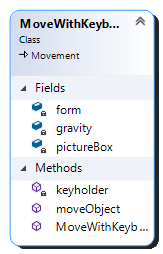 MoveWithKeyb...
Class
Movement
Fields
form
gravity
pictureBox
Methods
keyholder
moveObject
MoveWithKeyb...